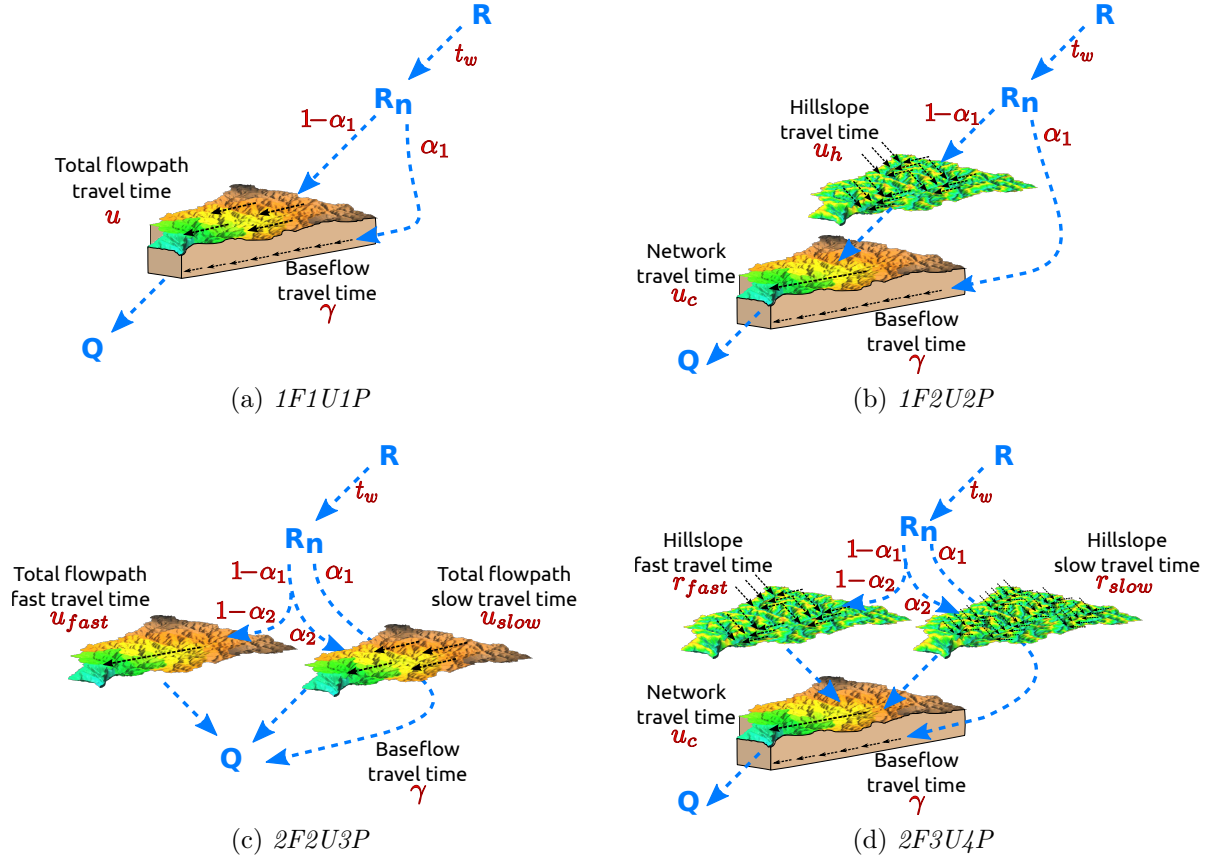 R
t_w
R_n
1−α_1
α_1
Total flowpath
travel time
u
Baseflow
travel time
γ
Q
(a) 1F1U1P
R
t_w
R_n
1−α_1
α_1
Hillslope
travel time
u_h
Network
travel time
u_c
Baseflow
travel time
γ
Q
(b) 1F2U2P
R
t_w
R_n
1−α_1
α_1
1−α_2
α_2
Total flowpath
fast travel time
u_fast
Total flowpath
slow travel time
u_slow
Q
Baseflow
travel time
γ
(c) 2F2U3P
R
t_w
R_n
1−α_1
α_1
1−α_2
α_2
Hillslope
fast travel time
r_fast
Hillslope
slow travel time
r_slow
Network
travel time
u_c
Baseflow
travel time
γ
Q
(d) 2F3U4P